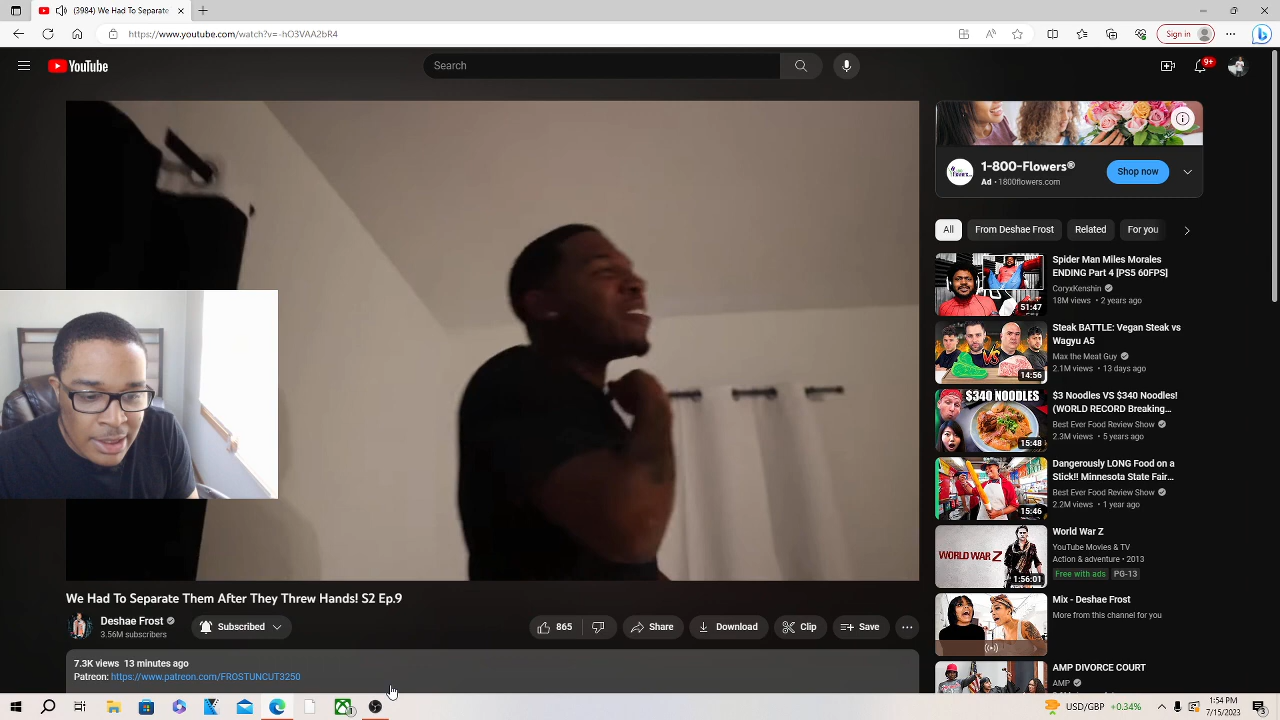 (3984) We Had To Separate
https://www.youtube.com/watch?v=-hO3VAA2bR4
Sign in
YouTube
Search
9+
1-800-Flowers®
Ad • 1800flowers.com
Shop now
All
From Deshae Frost
Related
For you
Spider Man Miles Morales
ENDING Part 4 [PS5 60FPS]
CoryxKenshin
18M views • 2 years ago
51:47
Steak BATTLE: Vegan Steak vs
Wagyu A5
Max the Meat Guy
2.1M views • 13 days ago
VS
14:56
$3 Noodles VS $340 Noodles!
(WORLD RECORD Breaking...
Best Ever Food Review Show
2.3M views • 5 years ago
$340 NOODLES
15:48
Dangerously LONG Food on a
Stick!! Minnesota State Fair...
Best Ever Food Review Show
2.2M views • 1 year ago
15:46
World War Z
YouTube Movies & TV
Action & adventure • 2013
Free with ads
PG-13
WORLD WAR Z
1:56:01
Mix - Deshae Frost
More from this channel for you
AMP DIVORCE COURT
AMP
We Had To Separate Them After They Threw Hands! S2 Ep.9
Deshae Frost
3.56M subscribers
Subscribed
865
Share
Download
Clip
Save
7.3K views 13 minutes ago
Patreon: https://www.patreon.com/FROSTUNCUT3250
USD/GBP +0.34%
1:54 PM
7/15/2023